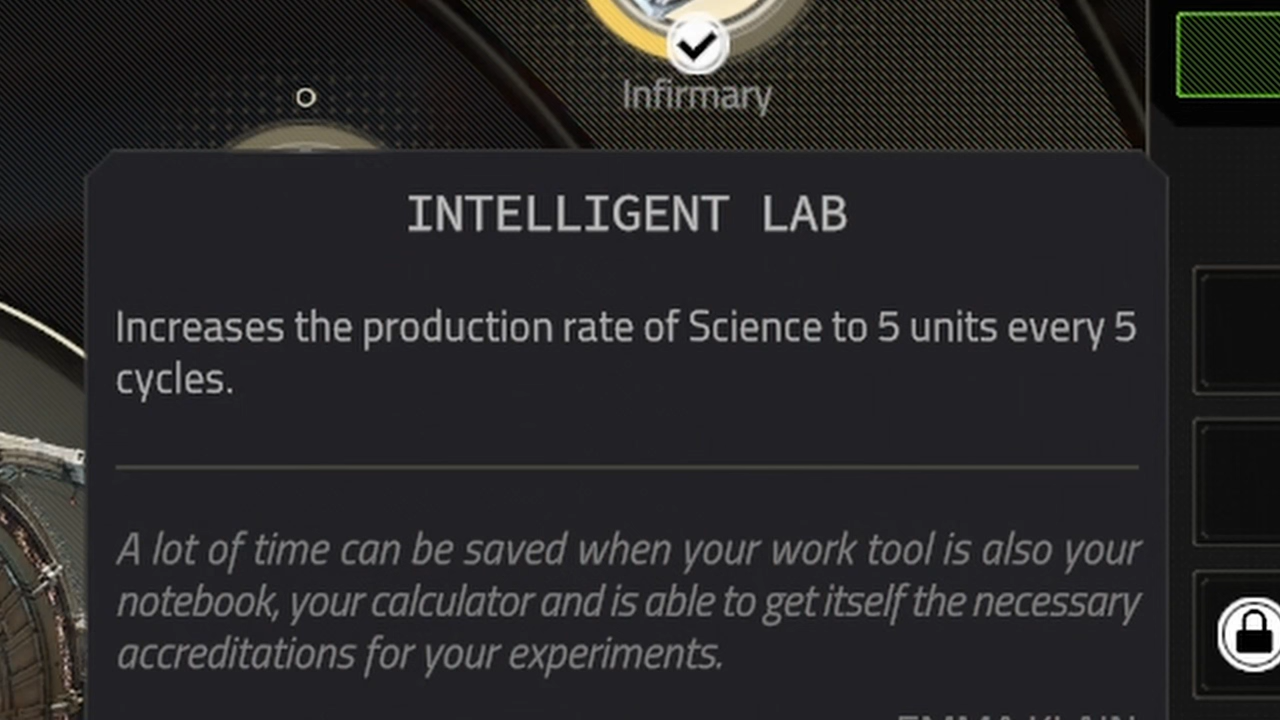 Infirmary
INTELLIGENT LAB
Increases the production rate of Science to 5 units every 5
cycles.
A lot of time can be saved when your work tool is also your
notebook, your calculator and is able to get itself the necessary
accreditations for your experiments.